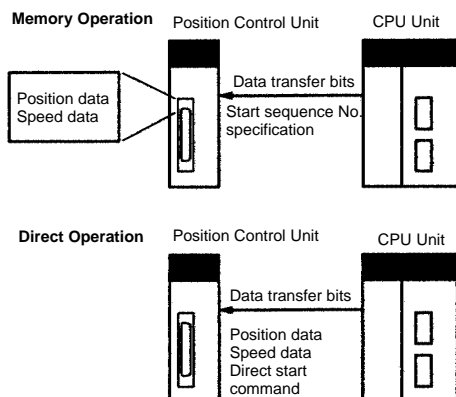 Memory Operation
Position Control Unit
CPU Unit
Position data
Speed data
Data transfer bits
Start sequence No.
specification
Direct Operation
Position Control Unit
CPU Unit
Data transfer bits
Position data
Speed data
Direct start
command